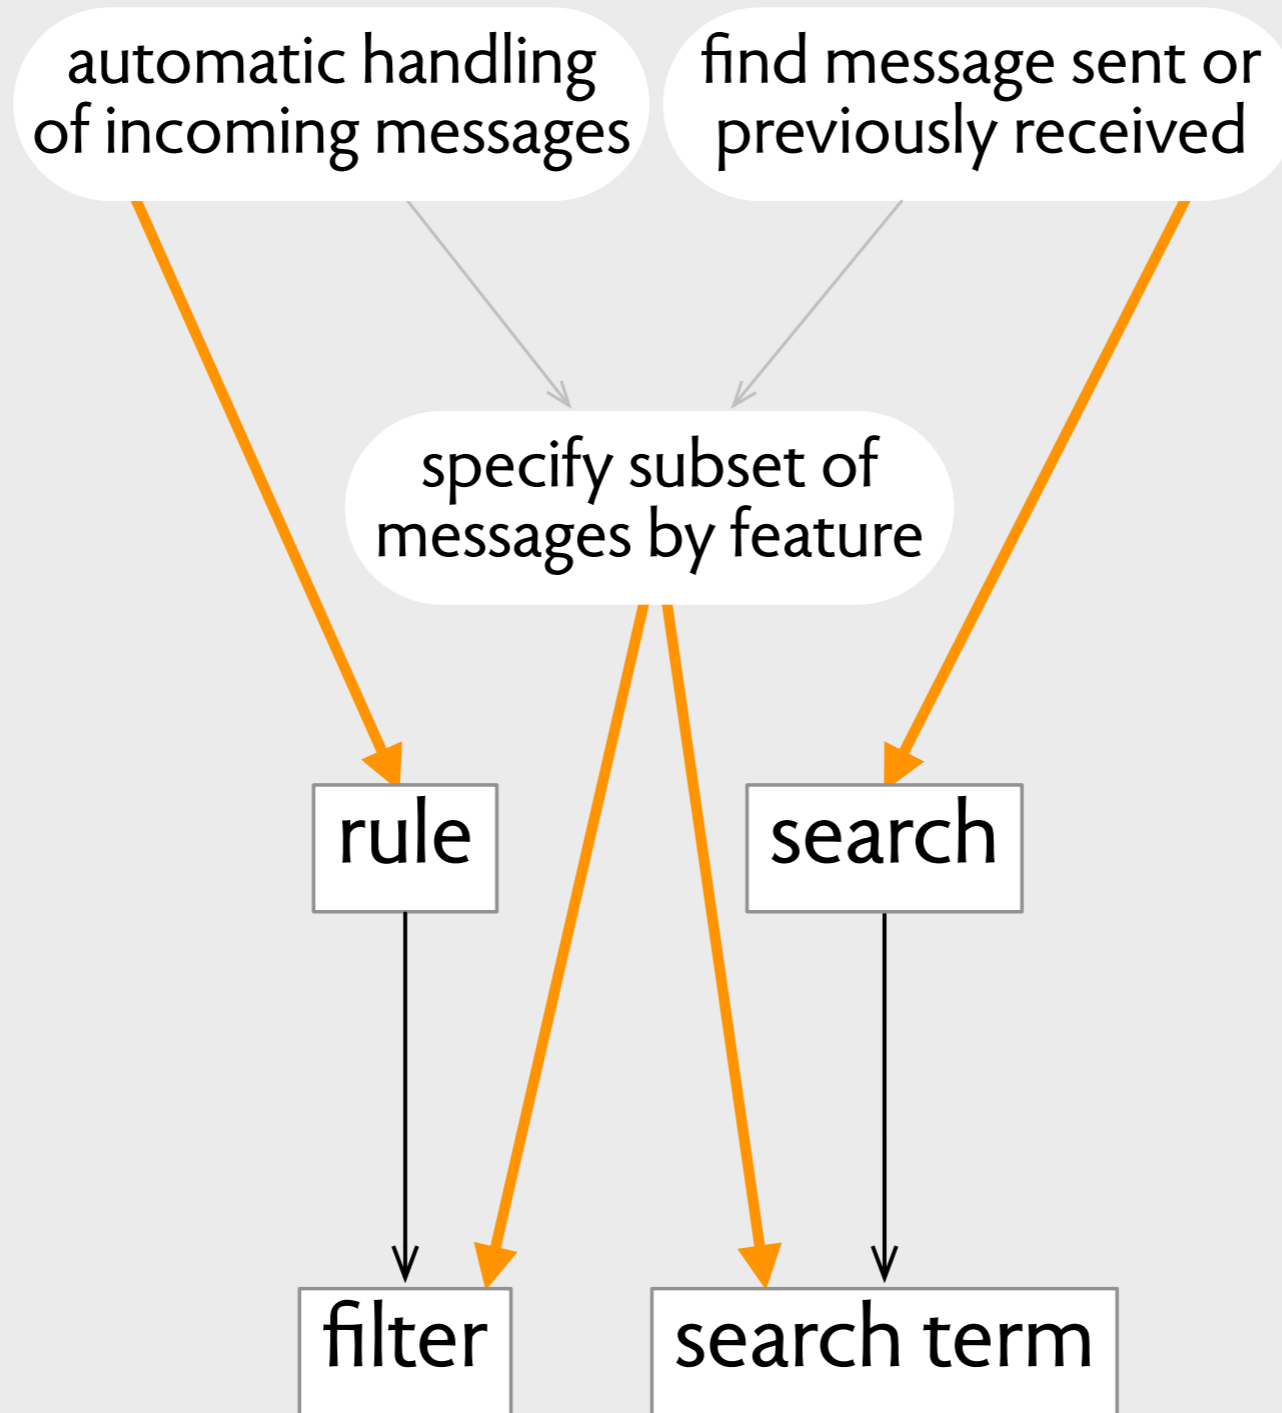 automatic handling
of incoming messages
find message sent or
previously received
specify subset of
messages by feature
rule
search
filter
search term